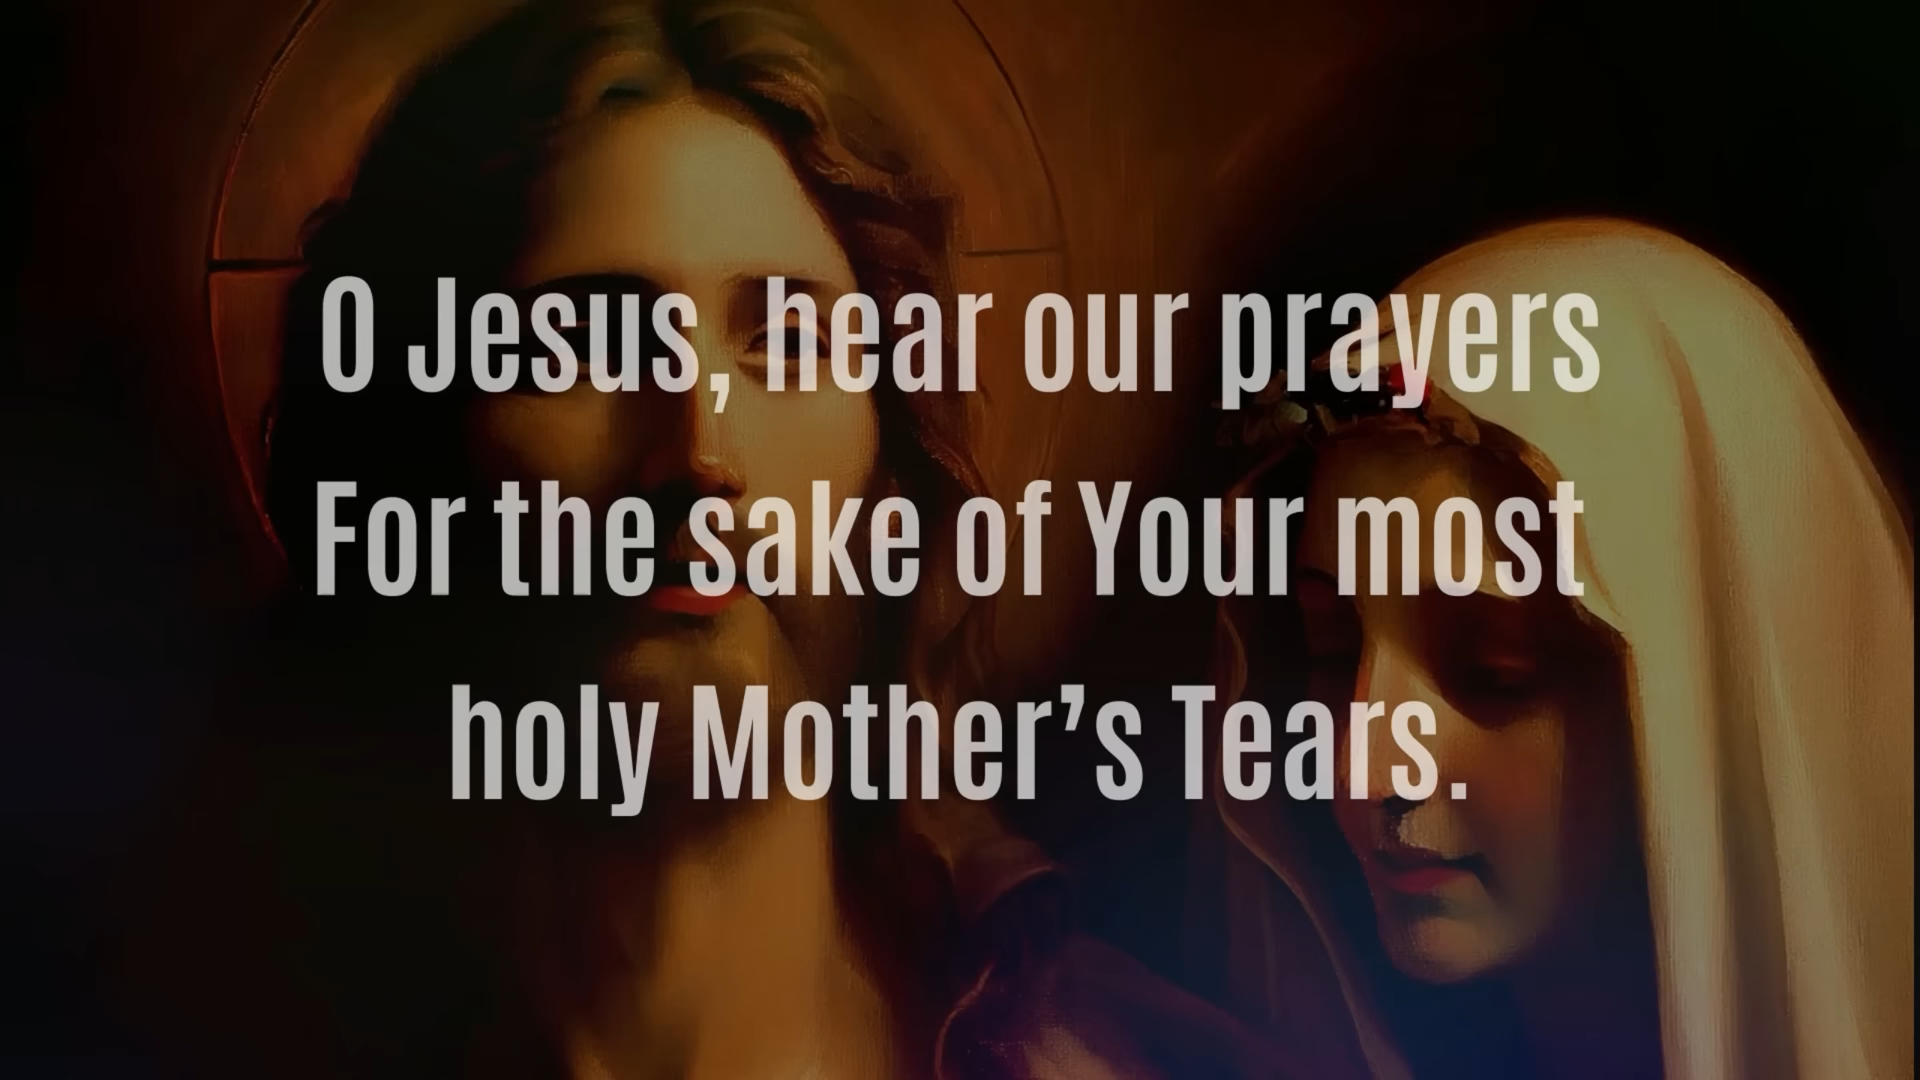 O Jesus, hear our prayers
For the sake of Your most
holy Mother’s Tears.